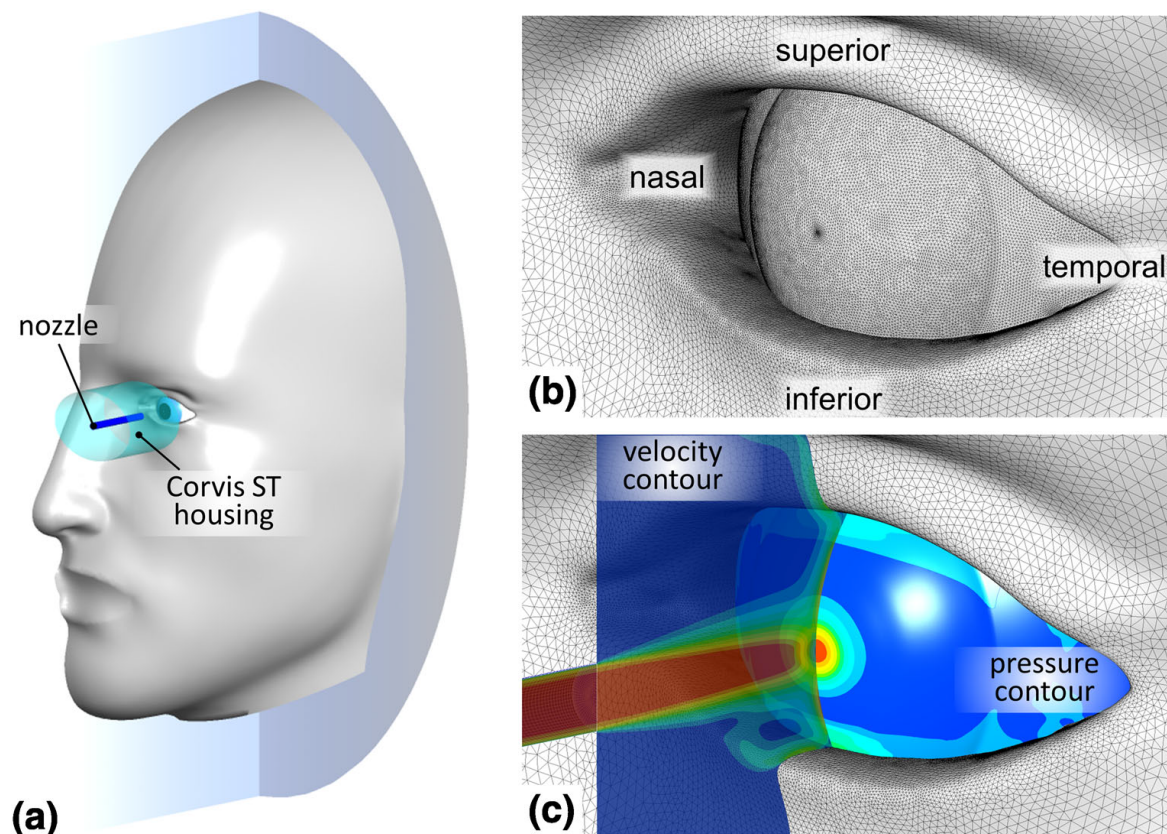 nozzle
Corvis ST
housing
(a)
superior
nasal
temporal
inferior
(b)
velocity
contour
pressure
contour
(c)